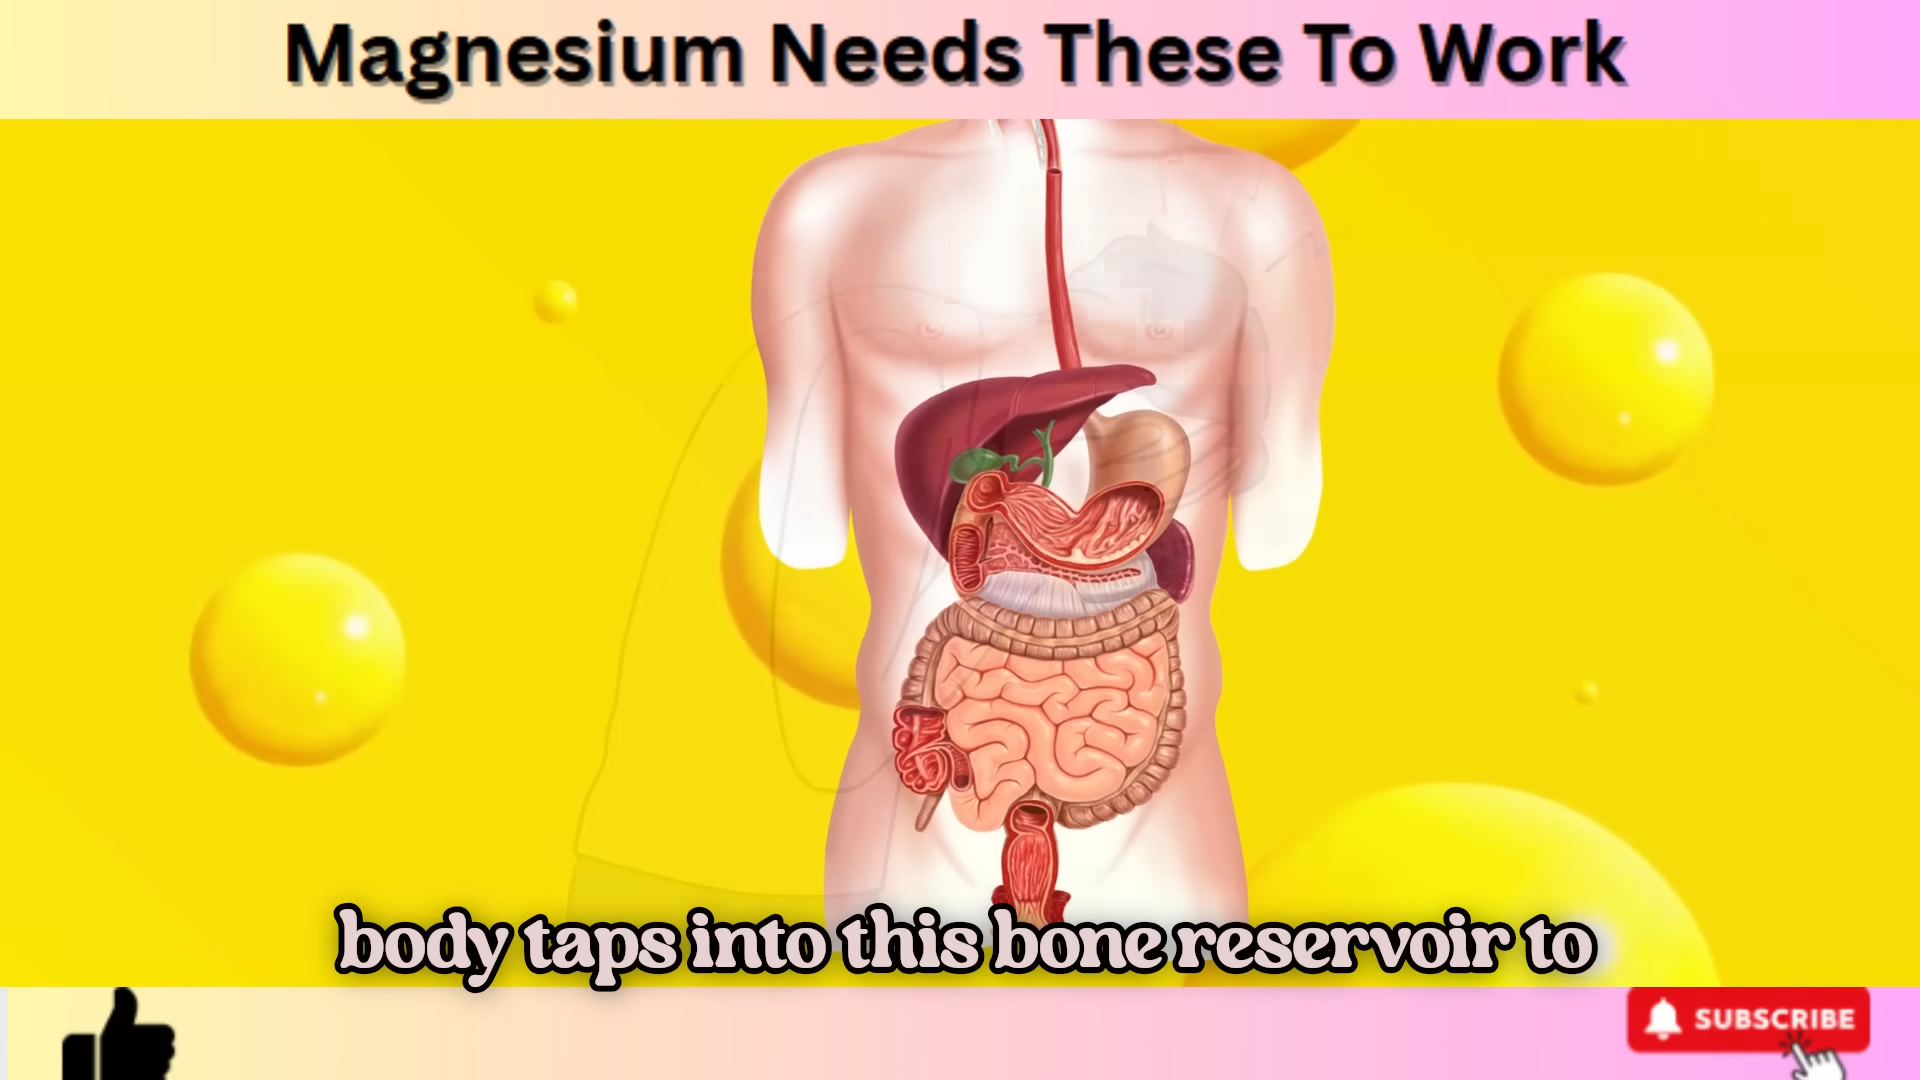 Magnesium Needs These To Work
body taps into this bone reservoir to
SUBSCRIBE